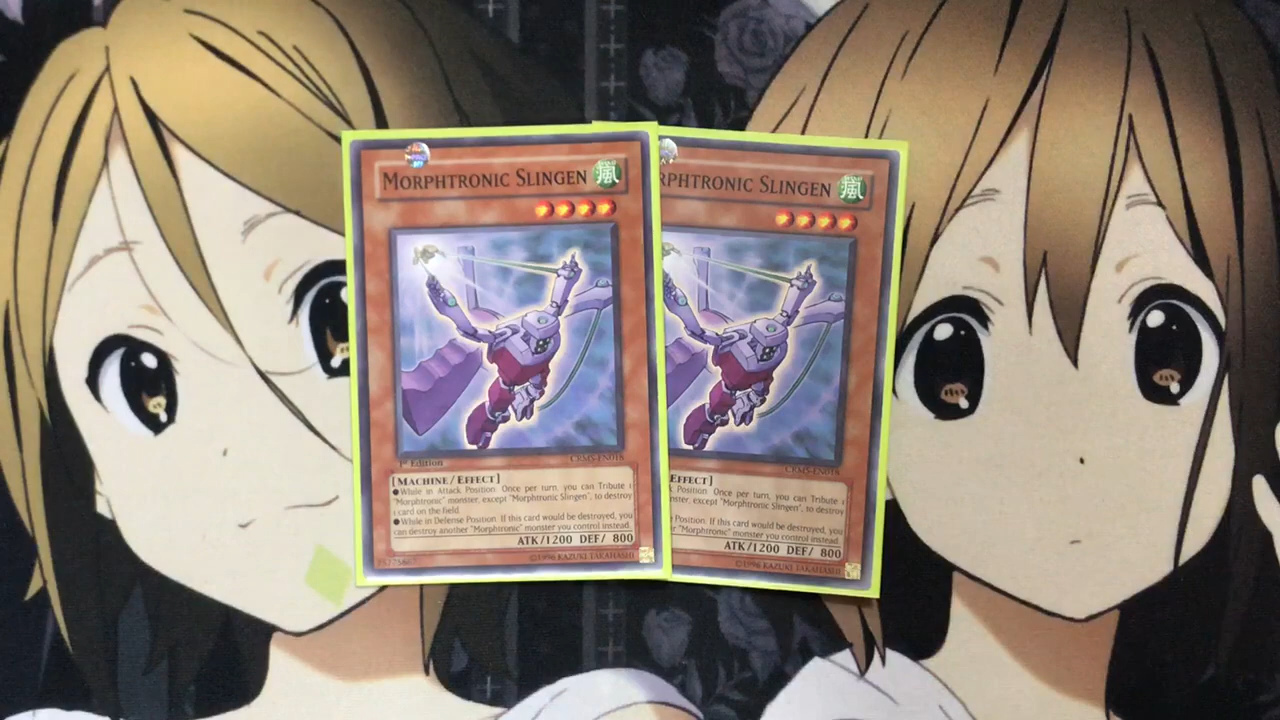 MORPHTRONIC SLINGEN 風
1st Edition
CRMS-EN018
[MACHINE/EFFECT]
●While in Attack Position: Once per turn, you can Tribute 1
"Morphtronic" monster, except "Morphtronic Slingen", to destroy
1 card on the field.
●While in Defense Position: If this card would be destroyed, you
can destroy another "Morphtronic" monster you control instead.
ATK/1200 DEF/ 800
©1996 KAZUKI TAKAHASHI
RPHTRONIC SLINGEN 風
CRMS-EN018
EFFECT]
Position: Once per turn, you can Tribute 1
nster, except "Morphtronic Slingen", to destroy
Position: If this card would be destroyed, you
"Morphtronic" monster you control instead.
ATK/1200 DEF/ 800
©1996 KAZUKI TAKAHASHI